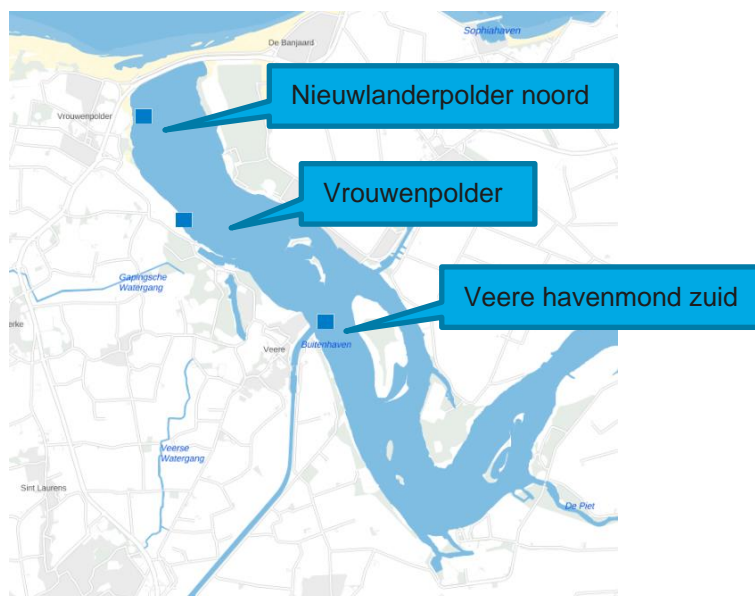 De Banjaard
Sophiahaven
Nieuwlanderpolder noord
Vrouwenpolder
Vrouwenpolder
Gapingsche
Watergang
Veere havenmond zuid
erke
Veere
Buitenhaven
Veerse
Watergang
Sint Laurens
De Piet